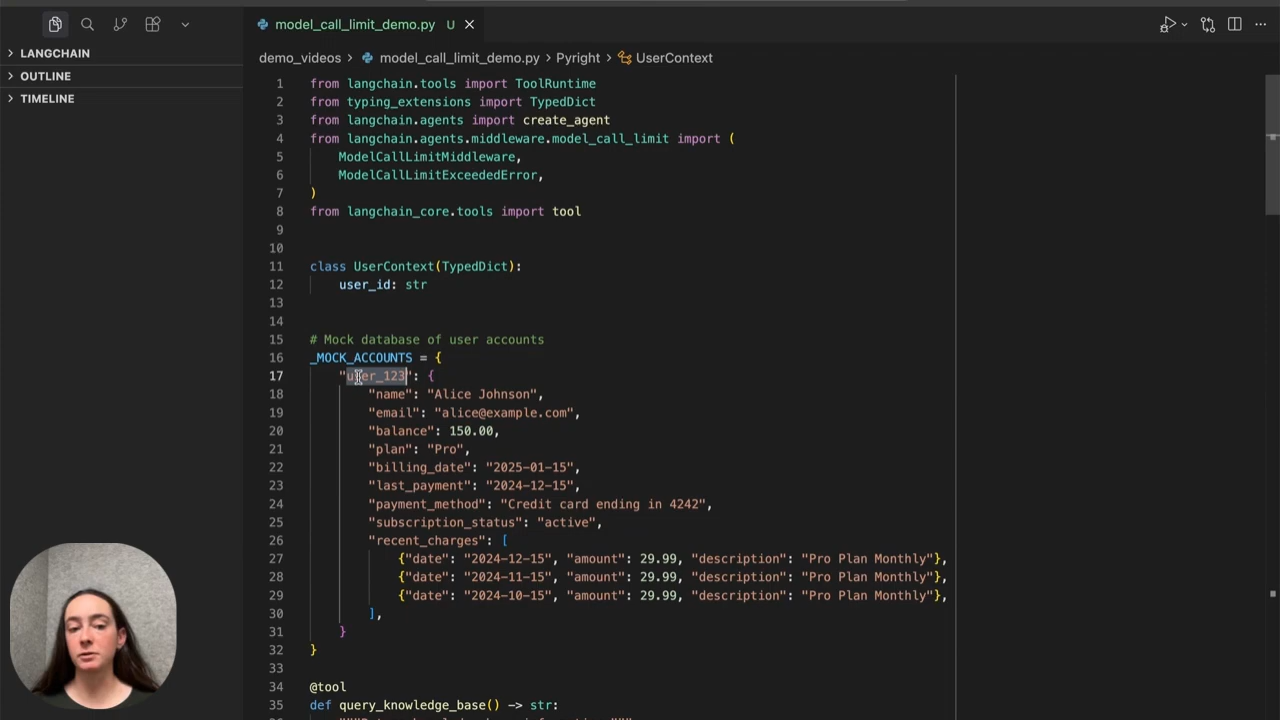 model_call_limit_demo.py U
LANGCHAIN
OUTLINE
TIMELINE
demo_videos > model_call_limit_demo.py > Pyright > UserContext
1 from langchain.tools import ToolRuntime
2 from typing_extensions import TypedDict
3 from langchain.agents import create_agent
4 from langchain.agents.middleware.model_call_limit import (
5 ModelCallLimitMiddleware,
6 ModelCallLimitExceededError,
7 )
8 from langchain_core.tools import tool
9
10
11 class UserContext(TypedDict):
12 user_id: str
13
14
15 # Mock database of user accounts
16 _MOCK_ACCOUNTS = {
17 "user_123": {
18 "name": "Alice Johnson",
19 "email": "alice@example.com",
20 "balance": 150.00,
21 "plan": "Pro",
22 "billing_date": "2025-01-15",
23 "last_payment": "2024-12-15",
24 "payment_method": "Credit card ending in 4242",
25 "subscription_status": "active",
26 "recent_charges": [
27 {"date": "2024-12-15", "amount": 29.99, "description": "Pro Plan Monthly"},
28 {"date": "2024-11-15", "amount": 29.99, "description": "Pro Plan Monthly"},
29 {"date": "2024-10-15", "amount": 29.99, "description": "Pro Plan Monthly"},
30 ],
31 }
32 }
33
34 @tool
35 def query_knowledge_base() -> str: